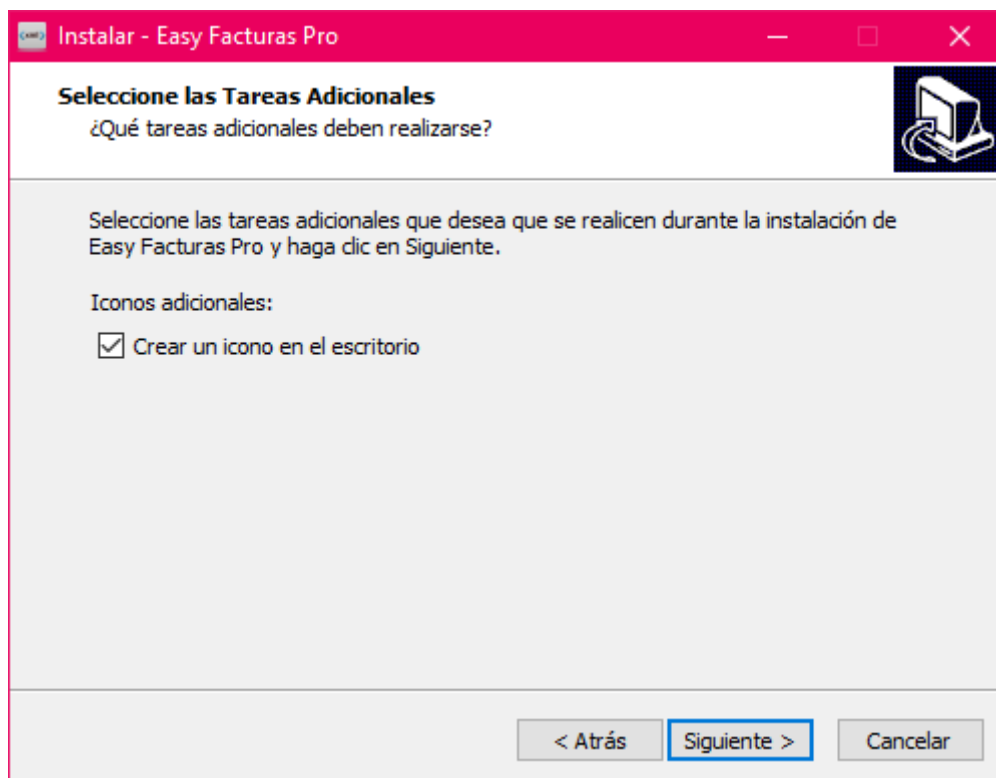 Instalar - Easy Facturas Pro
Seleccione las Tareas Adicionales
¿Qué tareas adicionales deben realizarse?
Seleccione las tareas adicionales que desea que se realicen durante la instalación de
Easy Facturas Pro y haga clic en Siguiente.
Iconos adicionales:
Crear un icono en el escritorio
< Atrás
Siguiente >
Cancelar